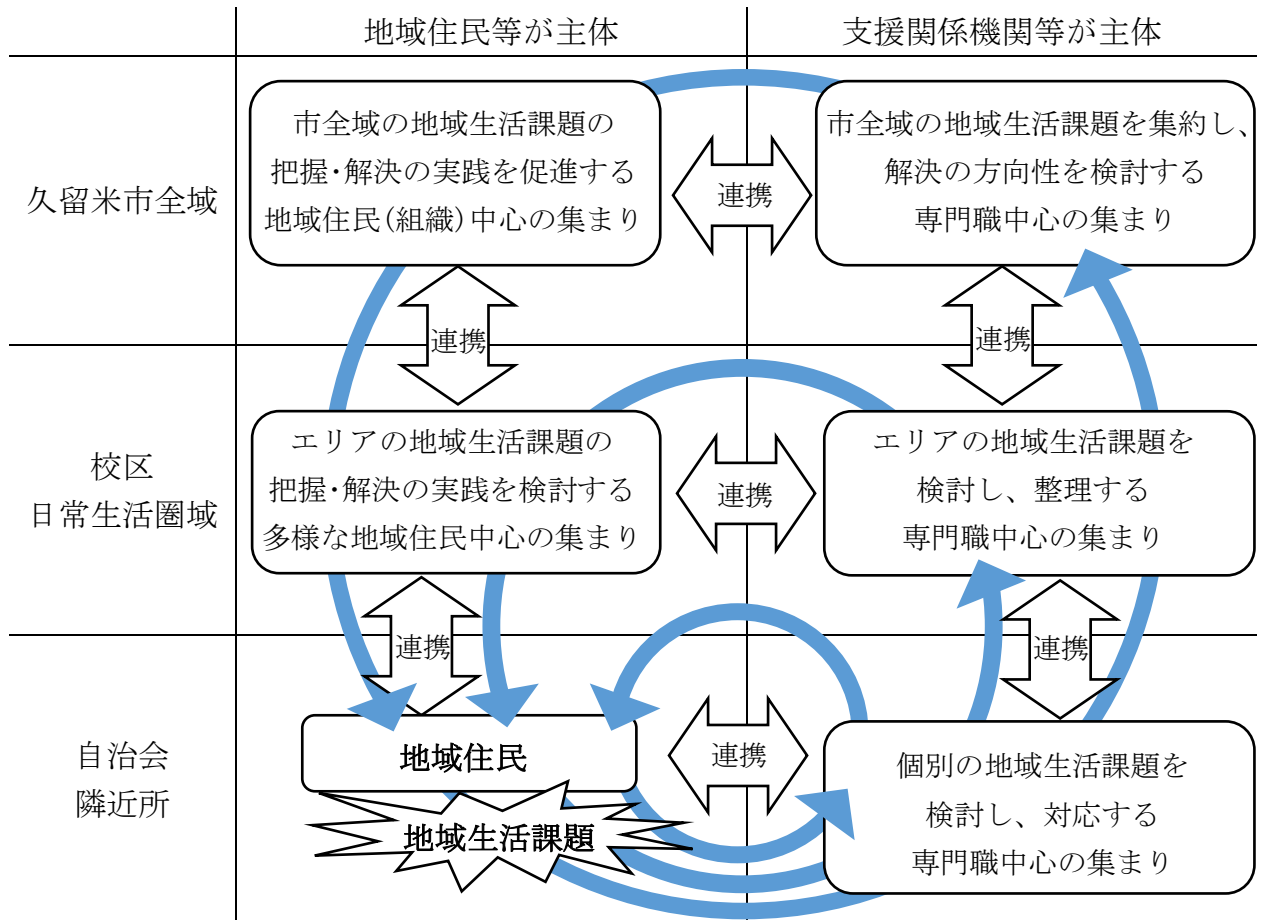 地域住民等が主体
支援関係機関等が主体
久留米市全域
市全域の地域生活課題の
把握・解決の実践を促進する
地域住民(組織)中心の集まり
連携
市全域の地域生活課題を集約し、
解決の方向性を検討する
専門職中心の集まり
連携
連携
校区
日常生活圏域
エリアの地域生活課題の
把握・解決の実践を検討する
多様な地域住民中心の集まり
連携
エリアの地域生活課題を
検討し、整理する
専門職中心の集まり
連携
連携
自治会
隣近所
地域住民
地域生活課題
連携
個別の地域生活課題を
検討し、対応する
専門職中心の集まり